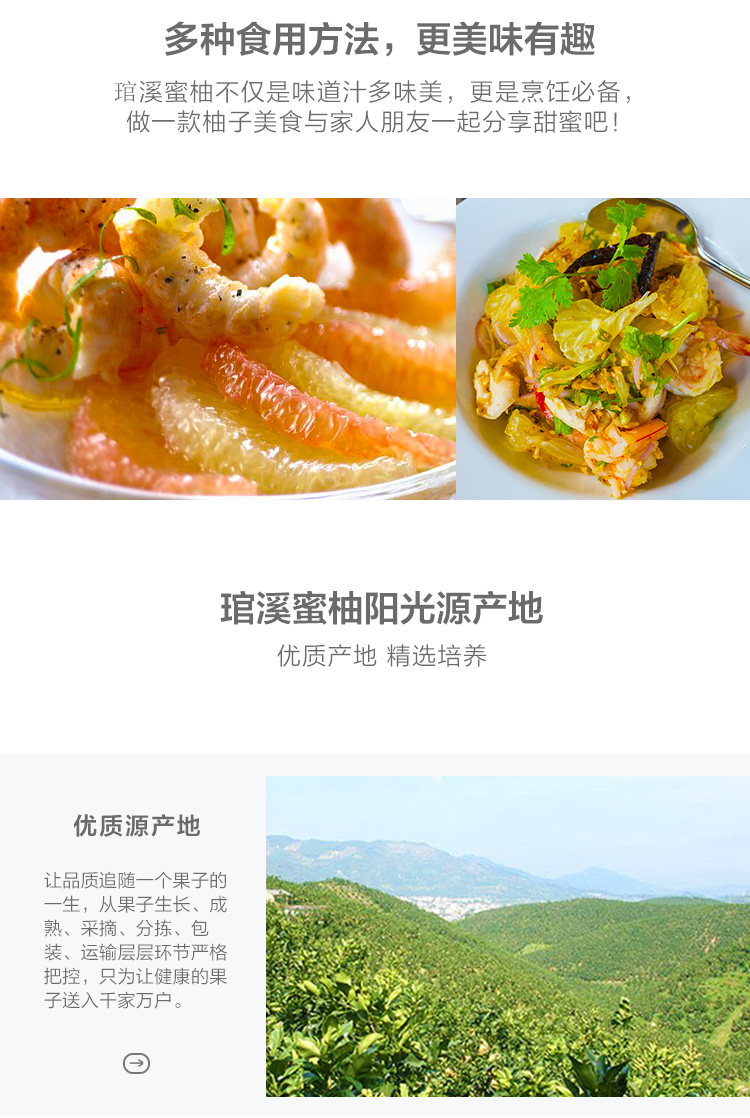 多种食用方法，更美味有趣
琯溪蜜柚不仅是味道汁多味美，更是烹饪必备，
做一款柚子美食与家人朋友一起分享甜蜜吧！
琯溪蜜柚阳光源产地
优质产地 精选培养
优质源产地
让品质追随一个果子的
一生，从果子生长、成
熟、采摘、分拣、包
装、运输层层环节严格
把控，只为让健康的果
子送入千家万户。